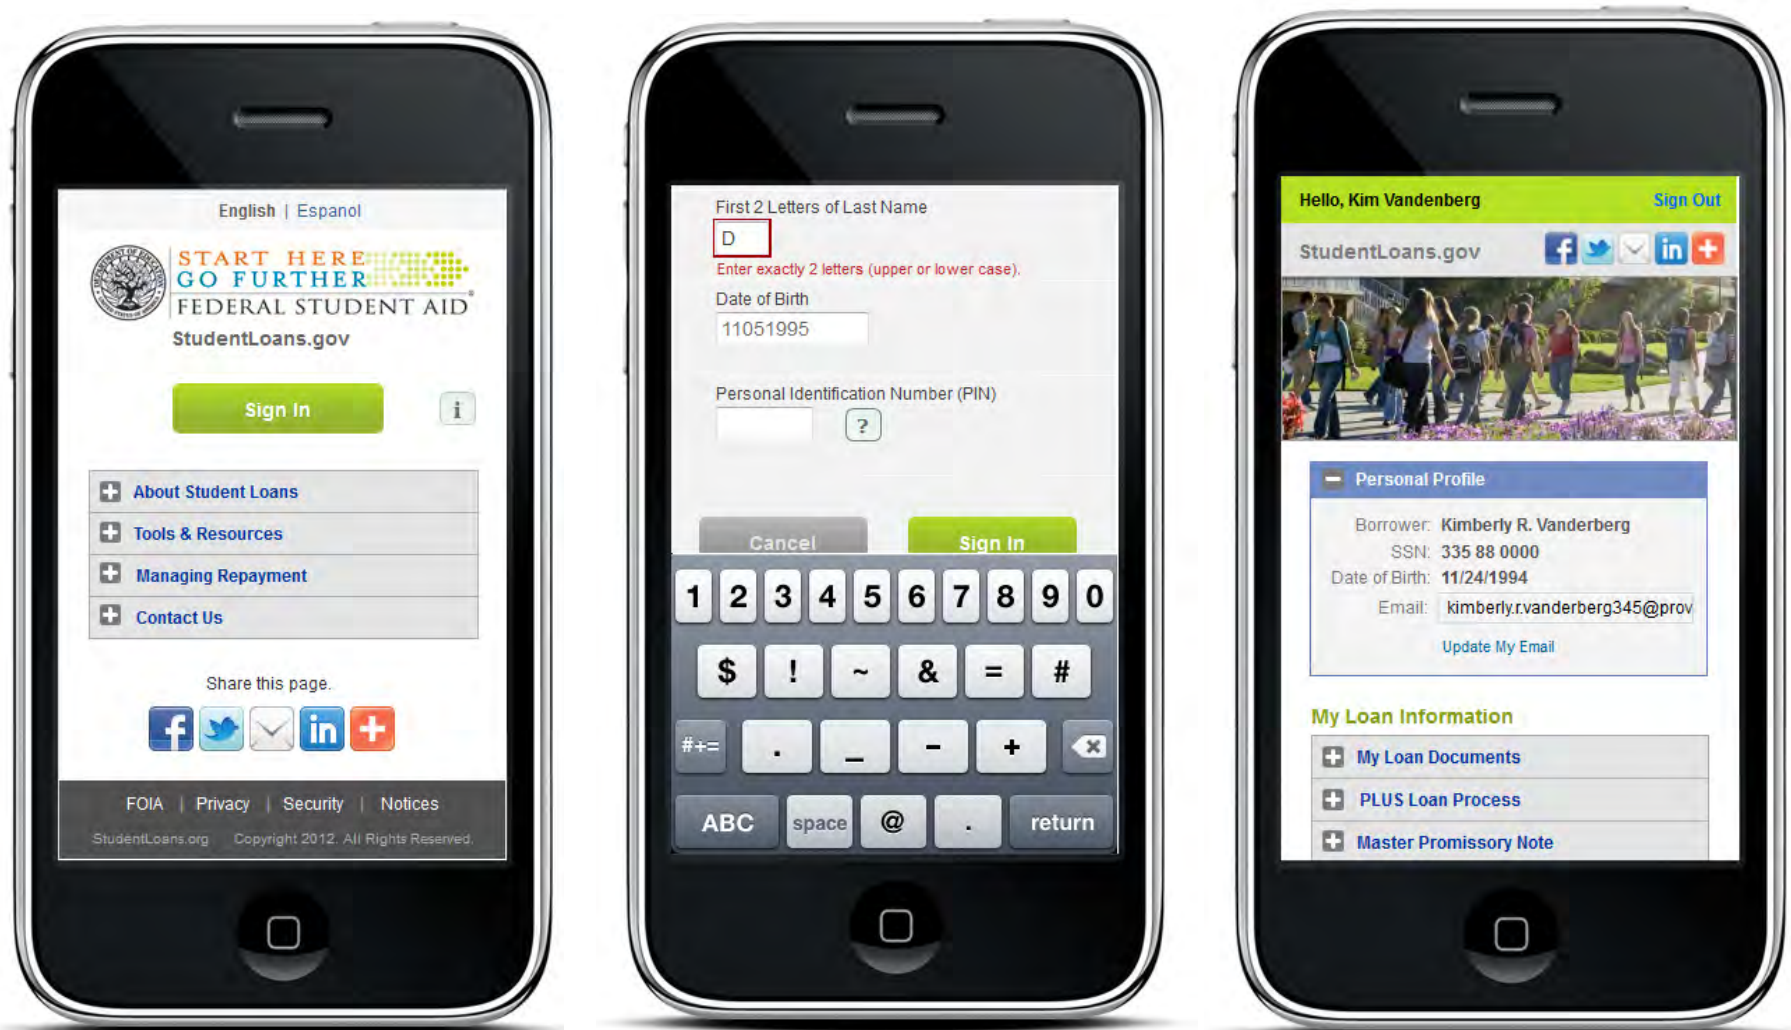 English | Espanol
START HERE
GO FURTHER
FEDERAL STUDENT AID®
StudentLoans.gov
Sign In
i
About Student Loans
Tools & Resources
Managing Repayment
Contact Us
Share this page.
f in +
FOIA | Privacy | Security | Notices
StudentLoans.org Copyright 2012. All Rights Reserved.
First 2 Letters of Last Name
D
Enter exactly 2 letters (upper or lower case).
Date of Birth
11051995
Personal Identification Number (PIN)
?
Cancel Sign In
1 2 3 4 5 6 7 8 9 0
$ ! ~ & = #
#+= . _ - +
ABC space @ . return
Hello, Kim Vandenberg Sign Out
StudentLoans.gov f in +
Personal Profile
Borrower: Kimberly R. Vanderberg
SSN: 335 88 0000
Date of Birth: 11/24/1994
Email: kimberly.r.vanderberg345@prov
Update My Email
My Loan Information
My Loan Documents
PLUS Loan Process
Master Promissory Note